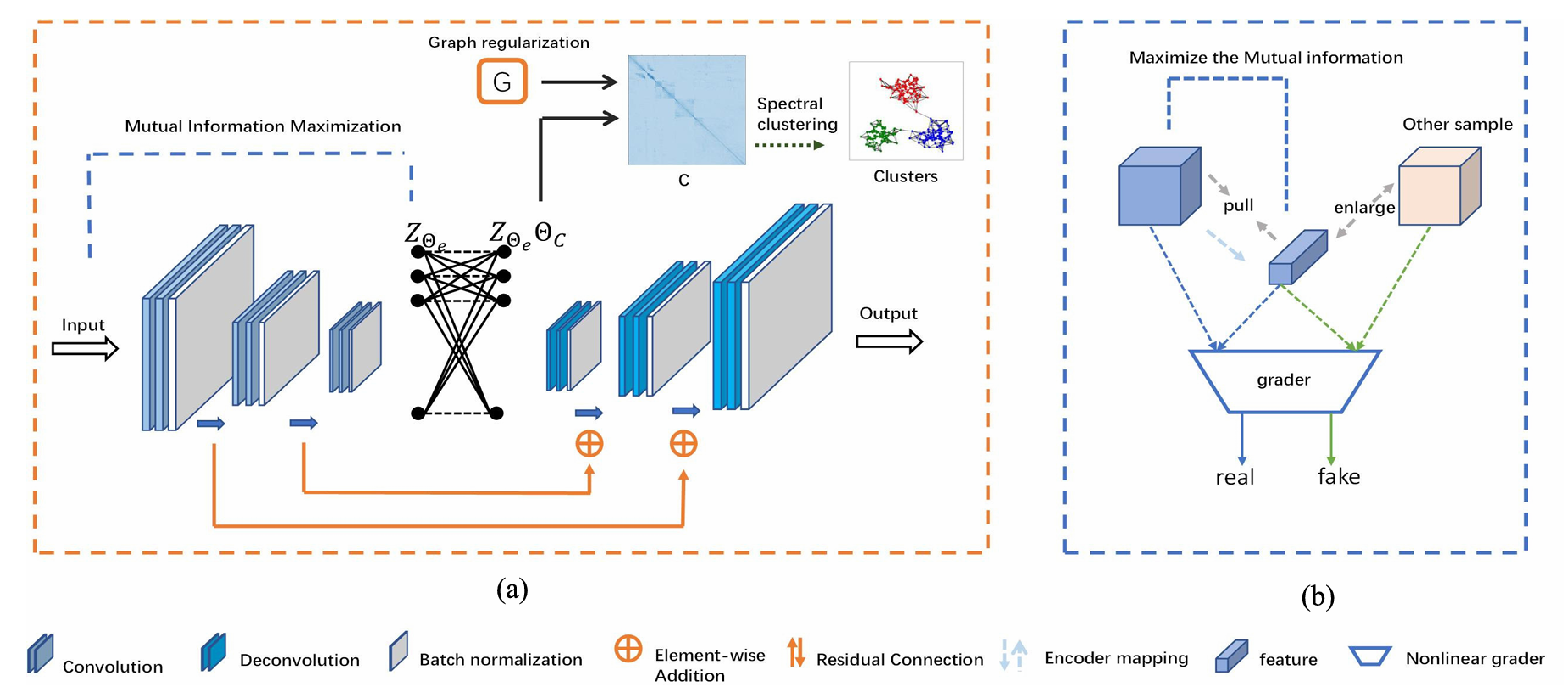 Graph regularization
G
Mutual Information Maximization
Spectral
clustering
C
Clusters
Z_{Θ_e}
Z_{Θ_e}Θ_C
Input
Output
(a)
Maximize the Mutual information
Other sample
pull
enlarge
grader
real
fake
(b)
Convolution
Deconvolution
Batch normalization
Element-wise
Addition
Residual Connection
Encoder mapping
feature
Nonlinear grader